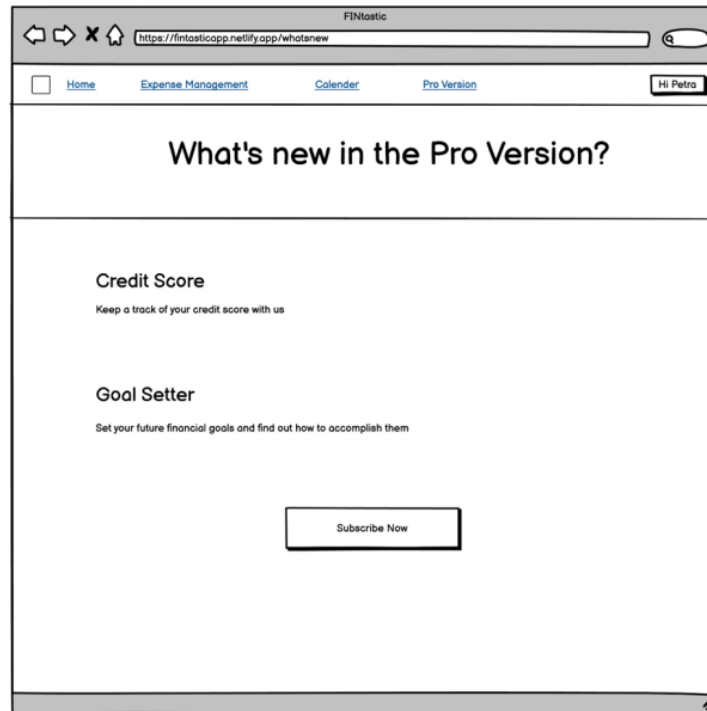 FINtastic
https://fintasticapp.netlify.app/whatsnew
Home Expense Management Calender Pro Version Hi Petra
What's new in the Pro Version?
Credit Score
Keep a track of your credit score with us
Goal Setter
Set your future financial goals and find out how to accomplish them
Subscribe Now